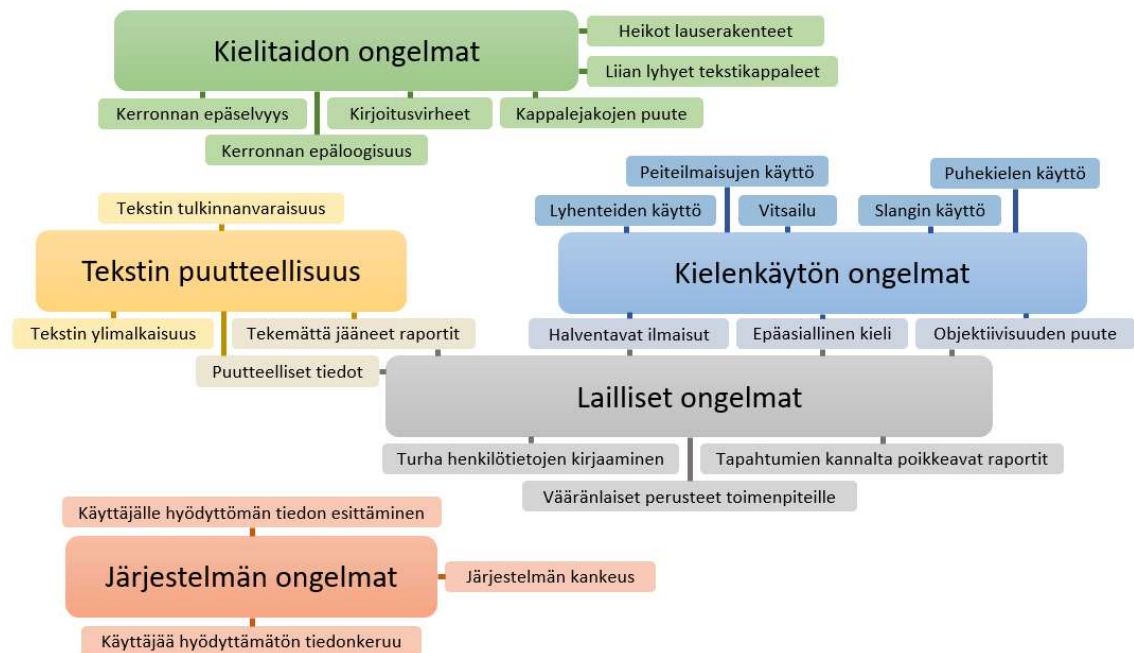 Kielitaidon ongelmat
Heikot lauserakenteet
Liian lyhyet tekstikappaleet
Kerronnan epäselvyys
Kirjoitusvirheet
Kappalejakojen puute
Kerronnan epäloogisuus
Peiteilmaisujen käyttö
Puhekielen käyttö
Lyhenteiden käyttö
Vitsailu
Slangin käyttö
Tekstin tulkinnanvaraisuus
Tekstin puutteellisuus
Kielenkäytön ongelmat
Tekstin ylimalkaisuus
Tekemättä jääneet raportit
Halventavat ilmaisut
Epäasiallinen kieli
Objektiivisuuden puute
Puutteelliset tiedot
Lailliset ongelmat
Turha henkilötietojen kirjaaminen
Tapahtumien kannalta poikkeavat raportit
Vääränlaiset perusteet toimenpiteille
Käyttäjälle hyödyttömän tiedon esittäminen
Järjestelmän ongelmat
Järjestelmän kankeus
Käyttäjää hyödyttämätön tiedonkeruu